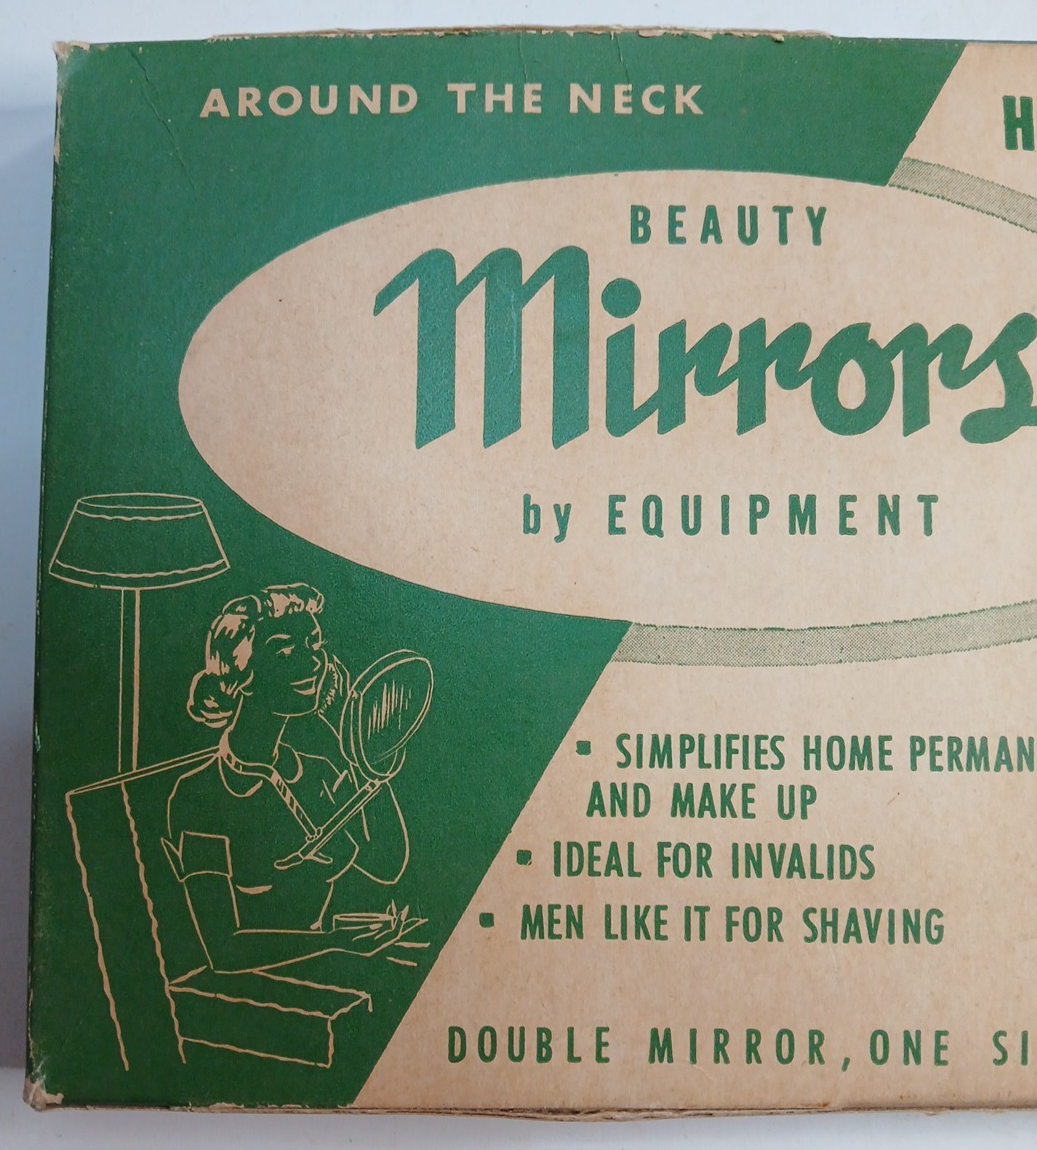 AROUND THE NECK
H
BEAUTY
Mirrors
by EQUIPMENT
▪ SIMPLIFIES HOME PERMAN
AND MAKE UP
▪ IDEAL FOR INVALIDS
▪ MEN LIKE IT FOR SHAVING
DOUBLE MIRROR, ONE SI